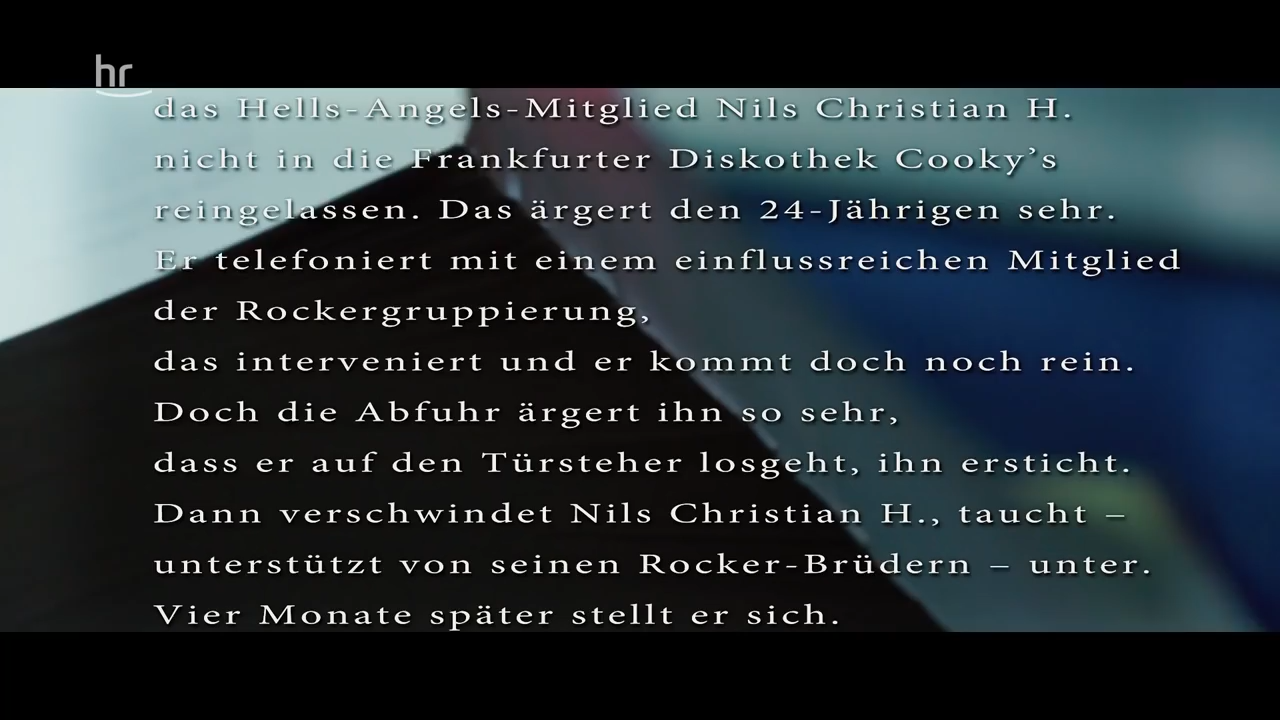 hr
das Hells-Angels-Mitglied Nils Christian H.
nicht in die Frankfurter Diskothek Cooky’s
reingelassen. Das ärgert den 24-Jährigen sehr.
Er telefoniert mit einem einflussreichen Mitglied
der Rockergruppierung,
das interveniert und er kommt doch noch rein.
Doch die Abfuhr ärgert ihn so sehr,
dass er auf den Türsteher losgeht, ihn ersticht.
Dann verschwindet Nils Christian H., taucht –
unterstützt von seinen Rocker-Brüdern – unter.
Vier Monate später stellt er sich.